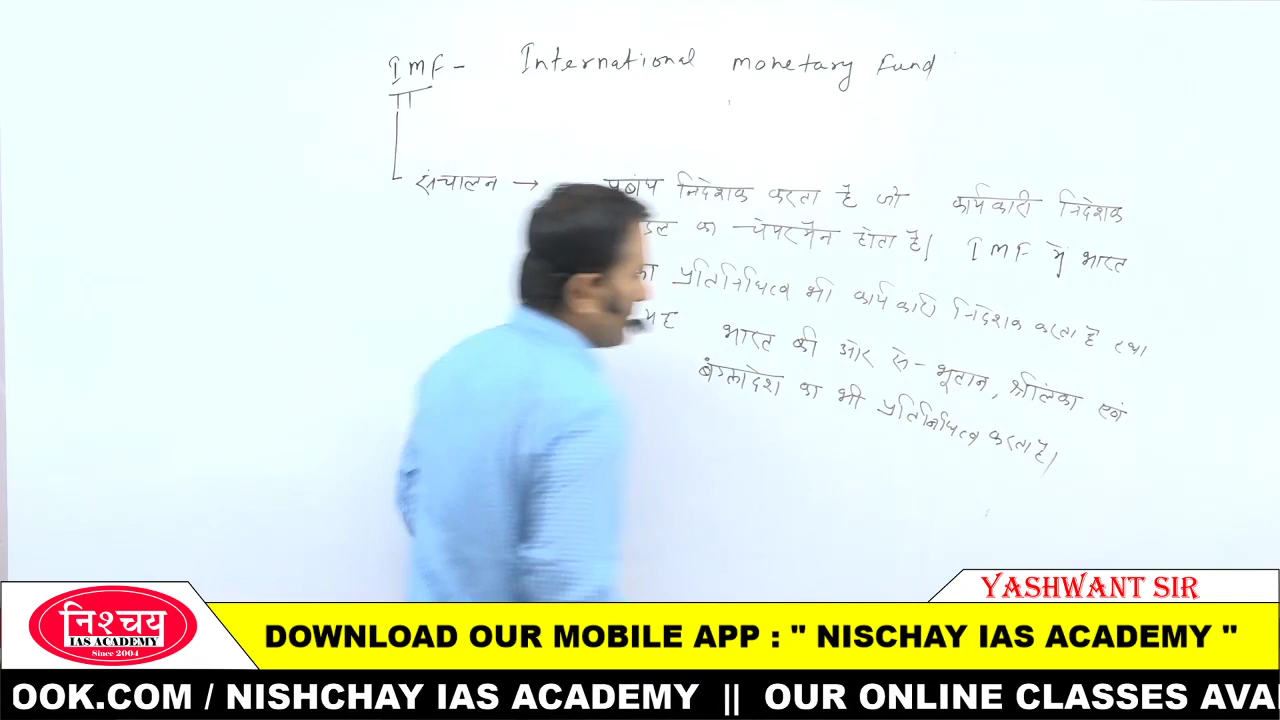 IMF - International monetary Fund
संचालन → प्रबंध निदेशक करता है जो कार्यकारी निदेशक
का चेयरमैन होता है। IMF में भारत
का प्रतिनिधित्व भी कार्यकारी निदेशक करता है तथा
यह भारत की ओर से - भूटान, श्रीलंका एवं
बंग्लादेश का भी प्रतिनिधित्व करता है।
YASHWANT SIR
निश्चय
IAS ACADEMY
Since 2004
DOWNLOAD OUR MOBILE APP : " NISCHAY IAS ACADEMY "
OOK.COM / NISHCHAY IAS ACADEMY || OUR ONLINE CLASSES AVA